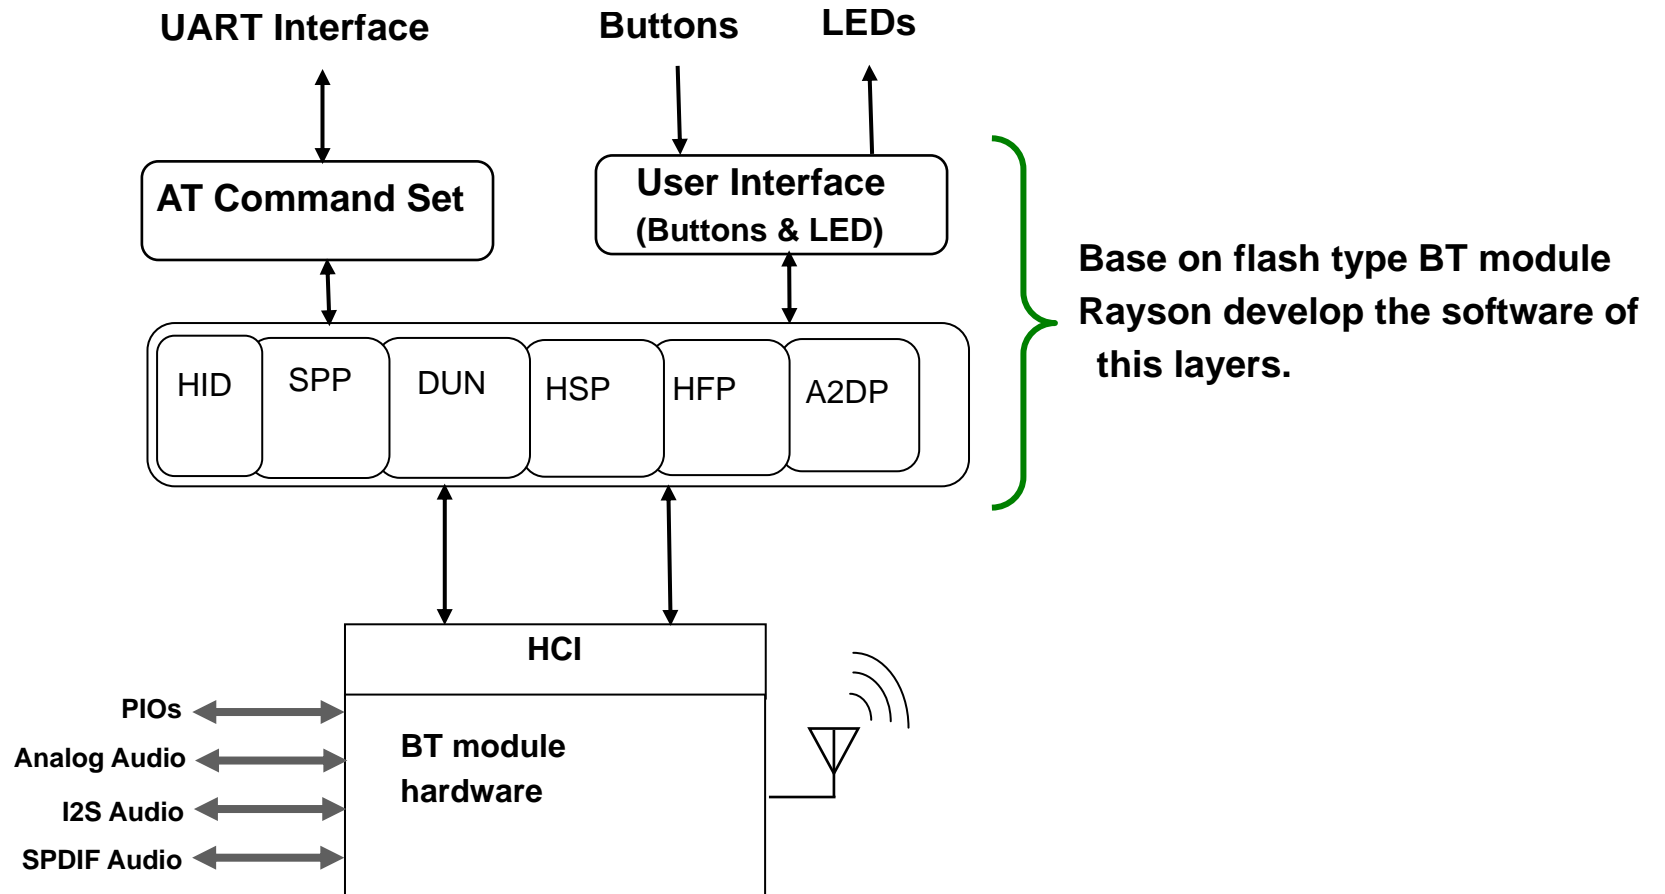 UART Interface
Buttons
LEDs
AT Command Set
User Interface
(Buttons & LED)
Base on flash type BT module
Rayson develop the software of
this layers.
HID
SPP
DUN
HSP
HFP
A2DP
HCI
PIOs
Analog Audio
I2S Audio
SPDIF Audio
BT module
hardware